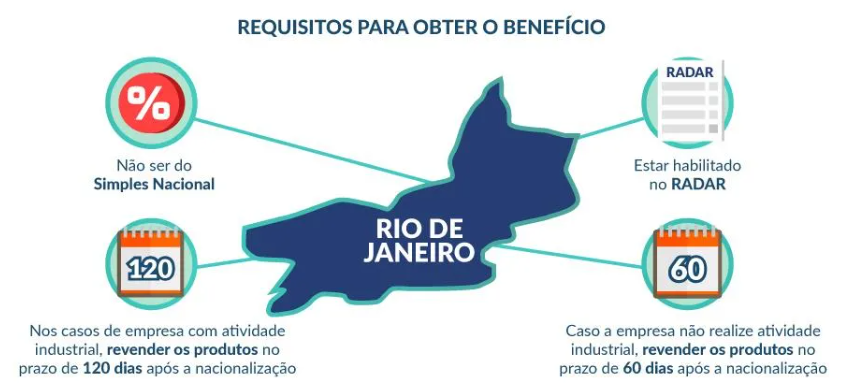 REQUISITOS PARA OBTER O BENEFÍCIO
%
Não ser do
Simples Nacional
RADAR
Estar habilitado
no RADAR
RIO DE
JANEIRO
120
Nos casos de empresa com atividade
industrial, revender os produtos no
prazo de 120 dias após a nacionalização
60
Caso a empresa não realize atividade
industrial, revender os produtos no
prazo de 60 dias após a nacionalização